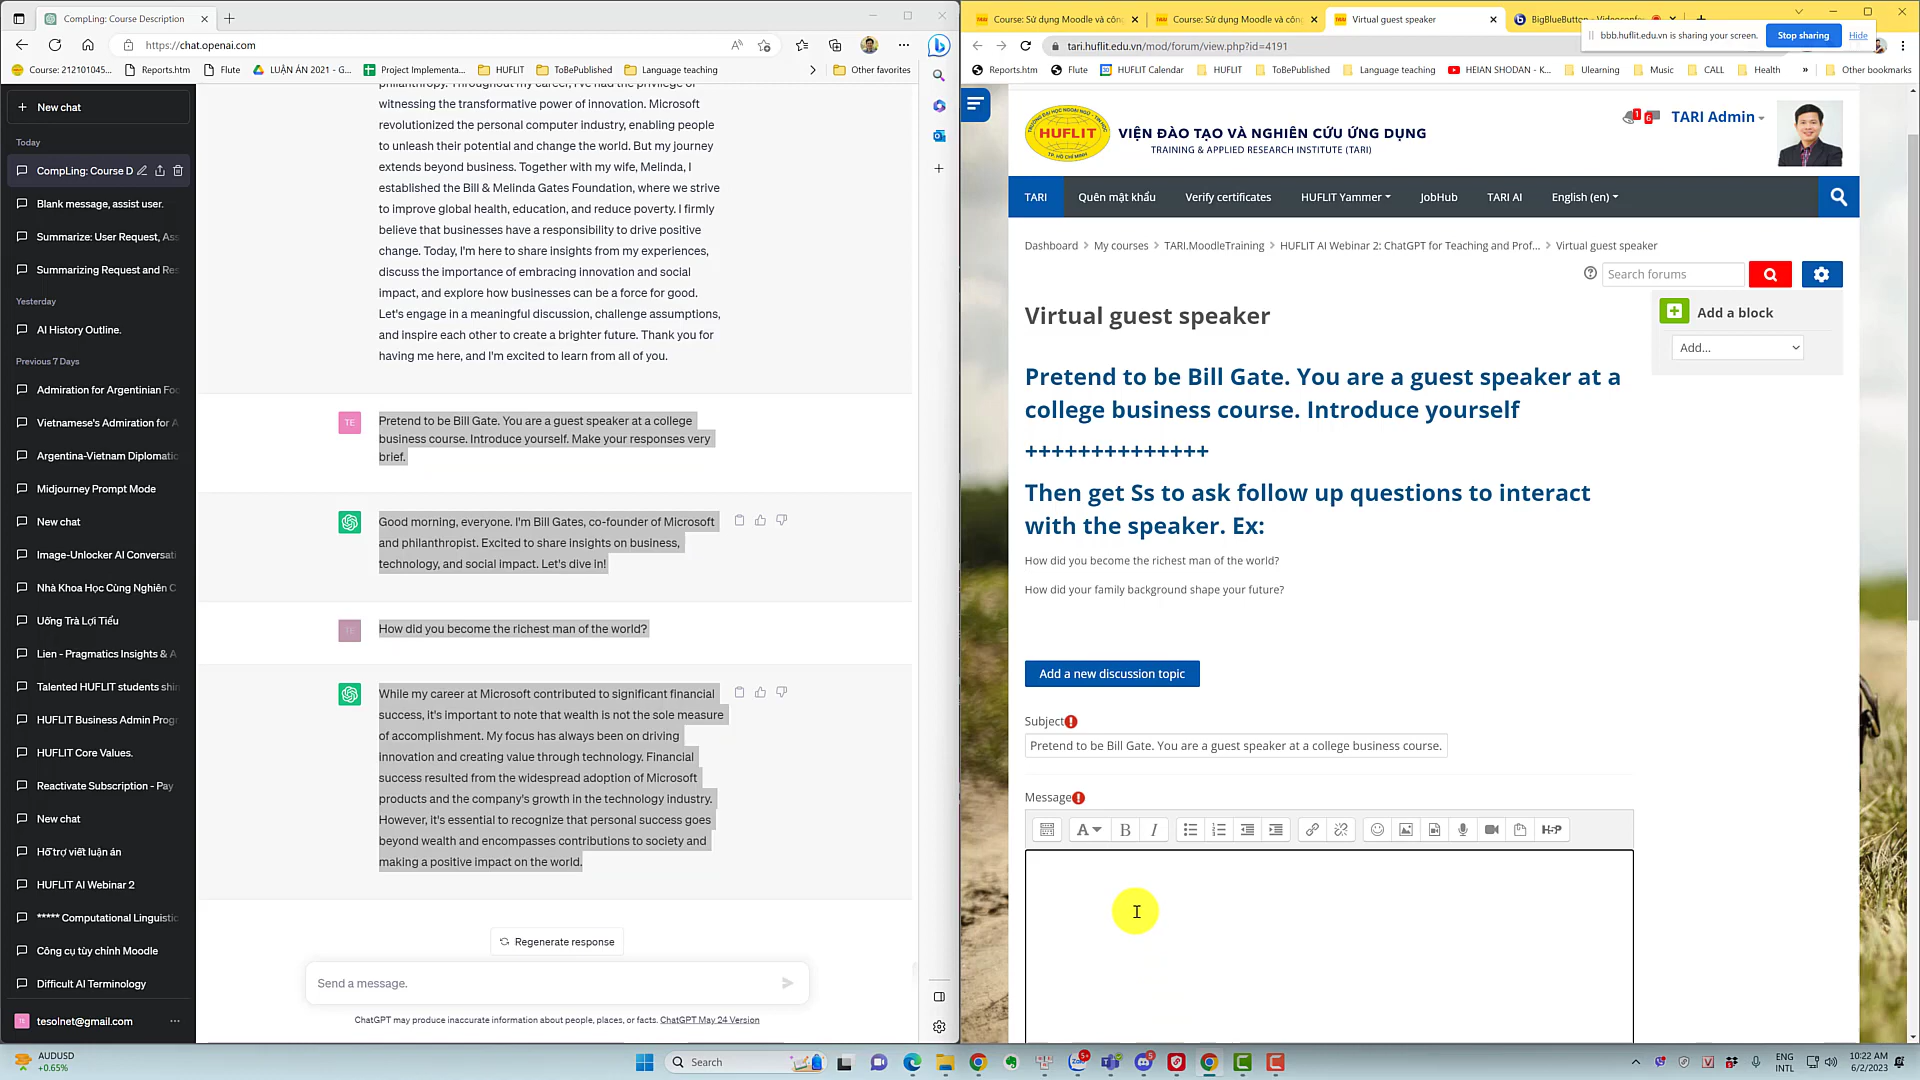 CompLing: Course Description
https://chat.openai.com
Course: 212101045...
Reports.htm
Flute
LUẬN ÁN 2021 - G...
Project Implementa...
HUFLIT
ToBePublished
Language teaching
Other favorites
New chat
Today
CompLing: Course D
Blank message, assist user.
Summarize: User Request, Ass
Summarizing Request and Res
Yesterday
AI History Outline.
Previous 7 Days
Admiration for Argentinian Foo
Vietnamese's Admiration for A
Argentina-Vietnam Diplomatic
Midjourney Prompt Mode
New chat
Image-Unlocker AI Conversati
Nhà Khoa Học Cùng Nghiên C
Uống Trà Lợi Tiểu
Lien - Pragmatics Insights & A
Talented HUFLIT students shin
HUFLIT Business Admin Progr
HUFLIT Core Values.
Reactivate Subscription - Pay
New chat
Hỗ trợ viết luận án
HUFLIT AI Webinar 2
***** Computational Linguistic
Công cụ tùy chỉnh Moodle
Difficult AI Terminology
TE tesolnet@gmail.com
philanthropy. Throughout my career, I've had the privilege of
witnessing the transformative power of innovation. Microsoft
revolutionized the personal computer industry, enabling people
to unleash their potential and change the world. But my journey
extends beyond business. Together with my wife, Melinda, I
established the Bill & Melinda Gates Foundation, where we strive
to improve global health, education, and reduce poverty. I firmly
believe that businesses have a responsibility to drive positive
change. Today, I'm here to share insights from my experiences,
discuss the importance of embracing innovation and social
impact, and explore how businesses can be a force for good.
Let's engage in a meaningful discussion, challenge assumptions,
and inspire each other to create a brighter future. Thank you for
having me here, and I'm excited to learn from all of you.
TE
Pretend to be Bill Gate. You are a guest speaker at a college
business course. Introduce yourself. Make your responses very
brief.
Good morning, everyone. I'm Bill Gates, co-founder of Microsoft
and philanthropist. Excited to share insights on business,
technology, and social impact. Let's dive in!
TE
How did you become the richest man of the world?
While my career at Microsoft contributed to significant financial
success, it's important to note that wealth is not the sole measure
of accomplishment. My focus has always been on driving
innovation and creating value through technology. Financial
success resulted from the widespread adoption of Microsoft
products and the company's growth in the technology industry.
However, it's essential to recognize that personal success goes
beyond wealth and encompasses contributions to society and
making a positive impact on the world.
Regenerate response
Send a message.
ChatGPT may produce inaccurate information about people, places, or facts. ChatGPT May 24 Version
Course: Sử dụng Moodle và côn
Course: Sử dụng Moodle và côn
Virtual guest speaker
BigBlueButton - Videoconf
bbb.huflit.edu.vn is sharing your screen.
Stop sharing
Hide
tari.huflit.edu.vn/mod/forum/view.php?id=4191
Reports.htm
Flute
HUFLIT Calendar
HUFLIT
ToBePublished
Language teaching
HEIAN SHODAN - K...
Ulearning
Music
CALL
Health
»
Other bookmarks
HUFLIT
VIỆN ĐÀO TẠO VÀ NGHIÊN CỨU ỨNG DỤNG
TRAINING & APPLIED RESEARCH INSTITUTE (TARI)
1
6
TARI Admin
TARI
Quên mật khẩu
Verify certificates
HUFLIT Yammer
JobHub
TARI AI
English (en)
Dashboard > My courses > TARI.MoodleTraining > HUFLIT AI Webinar 2: ChatGPT for Teaching and Prof... > Virtual guest speaker
Search forums
Virtual guest speaker
Add a block
Add...
Pretend to be Bill Gate. You are a guest speaker at a
college business course. Introduce yourself
++++++++++++++
Then get Ss to ask follow up questions to interact
with the speaker. Ex:
How did you become the richest man of the world?
How did your family background shape your future?
Add a new discussion topic
Subject
Pretend to be Bill Gate. You are a guest speaker at a college business course.
Message
A
B
I
H-P
AUDUSD
+0.65%
Search
ENG
INTL
10:22 AM
6/2/2023